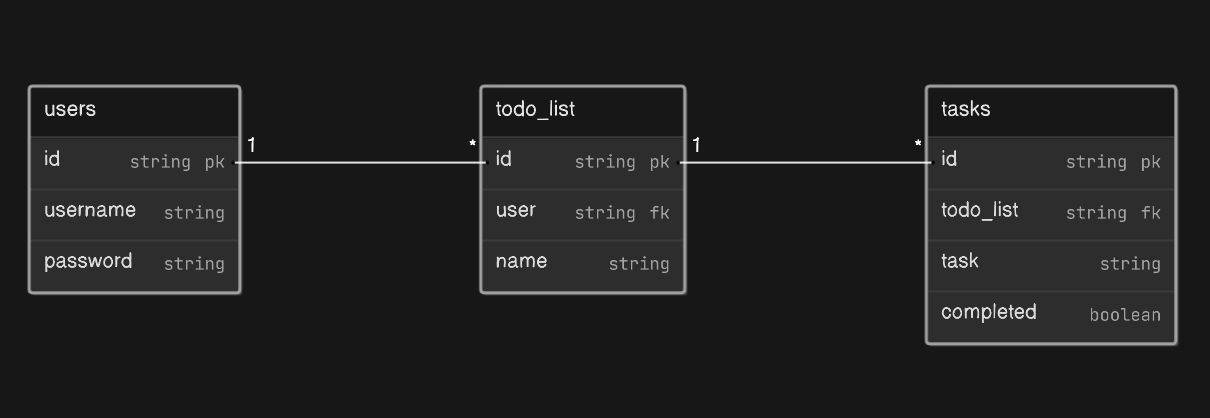 users
id string pk
username string
password string
1 *
todo_list
id string pk
user string fk
name string
1 *
tasks
id string pk
todo_list string fk
task string
completed boolean